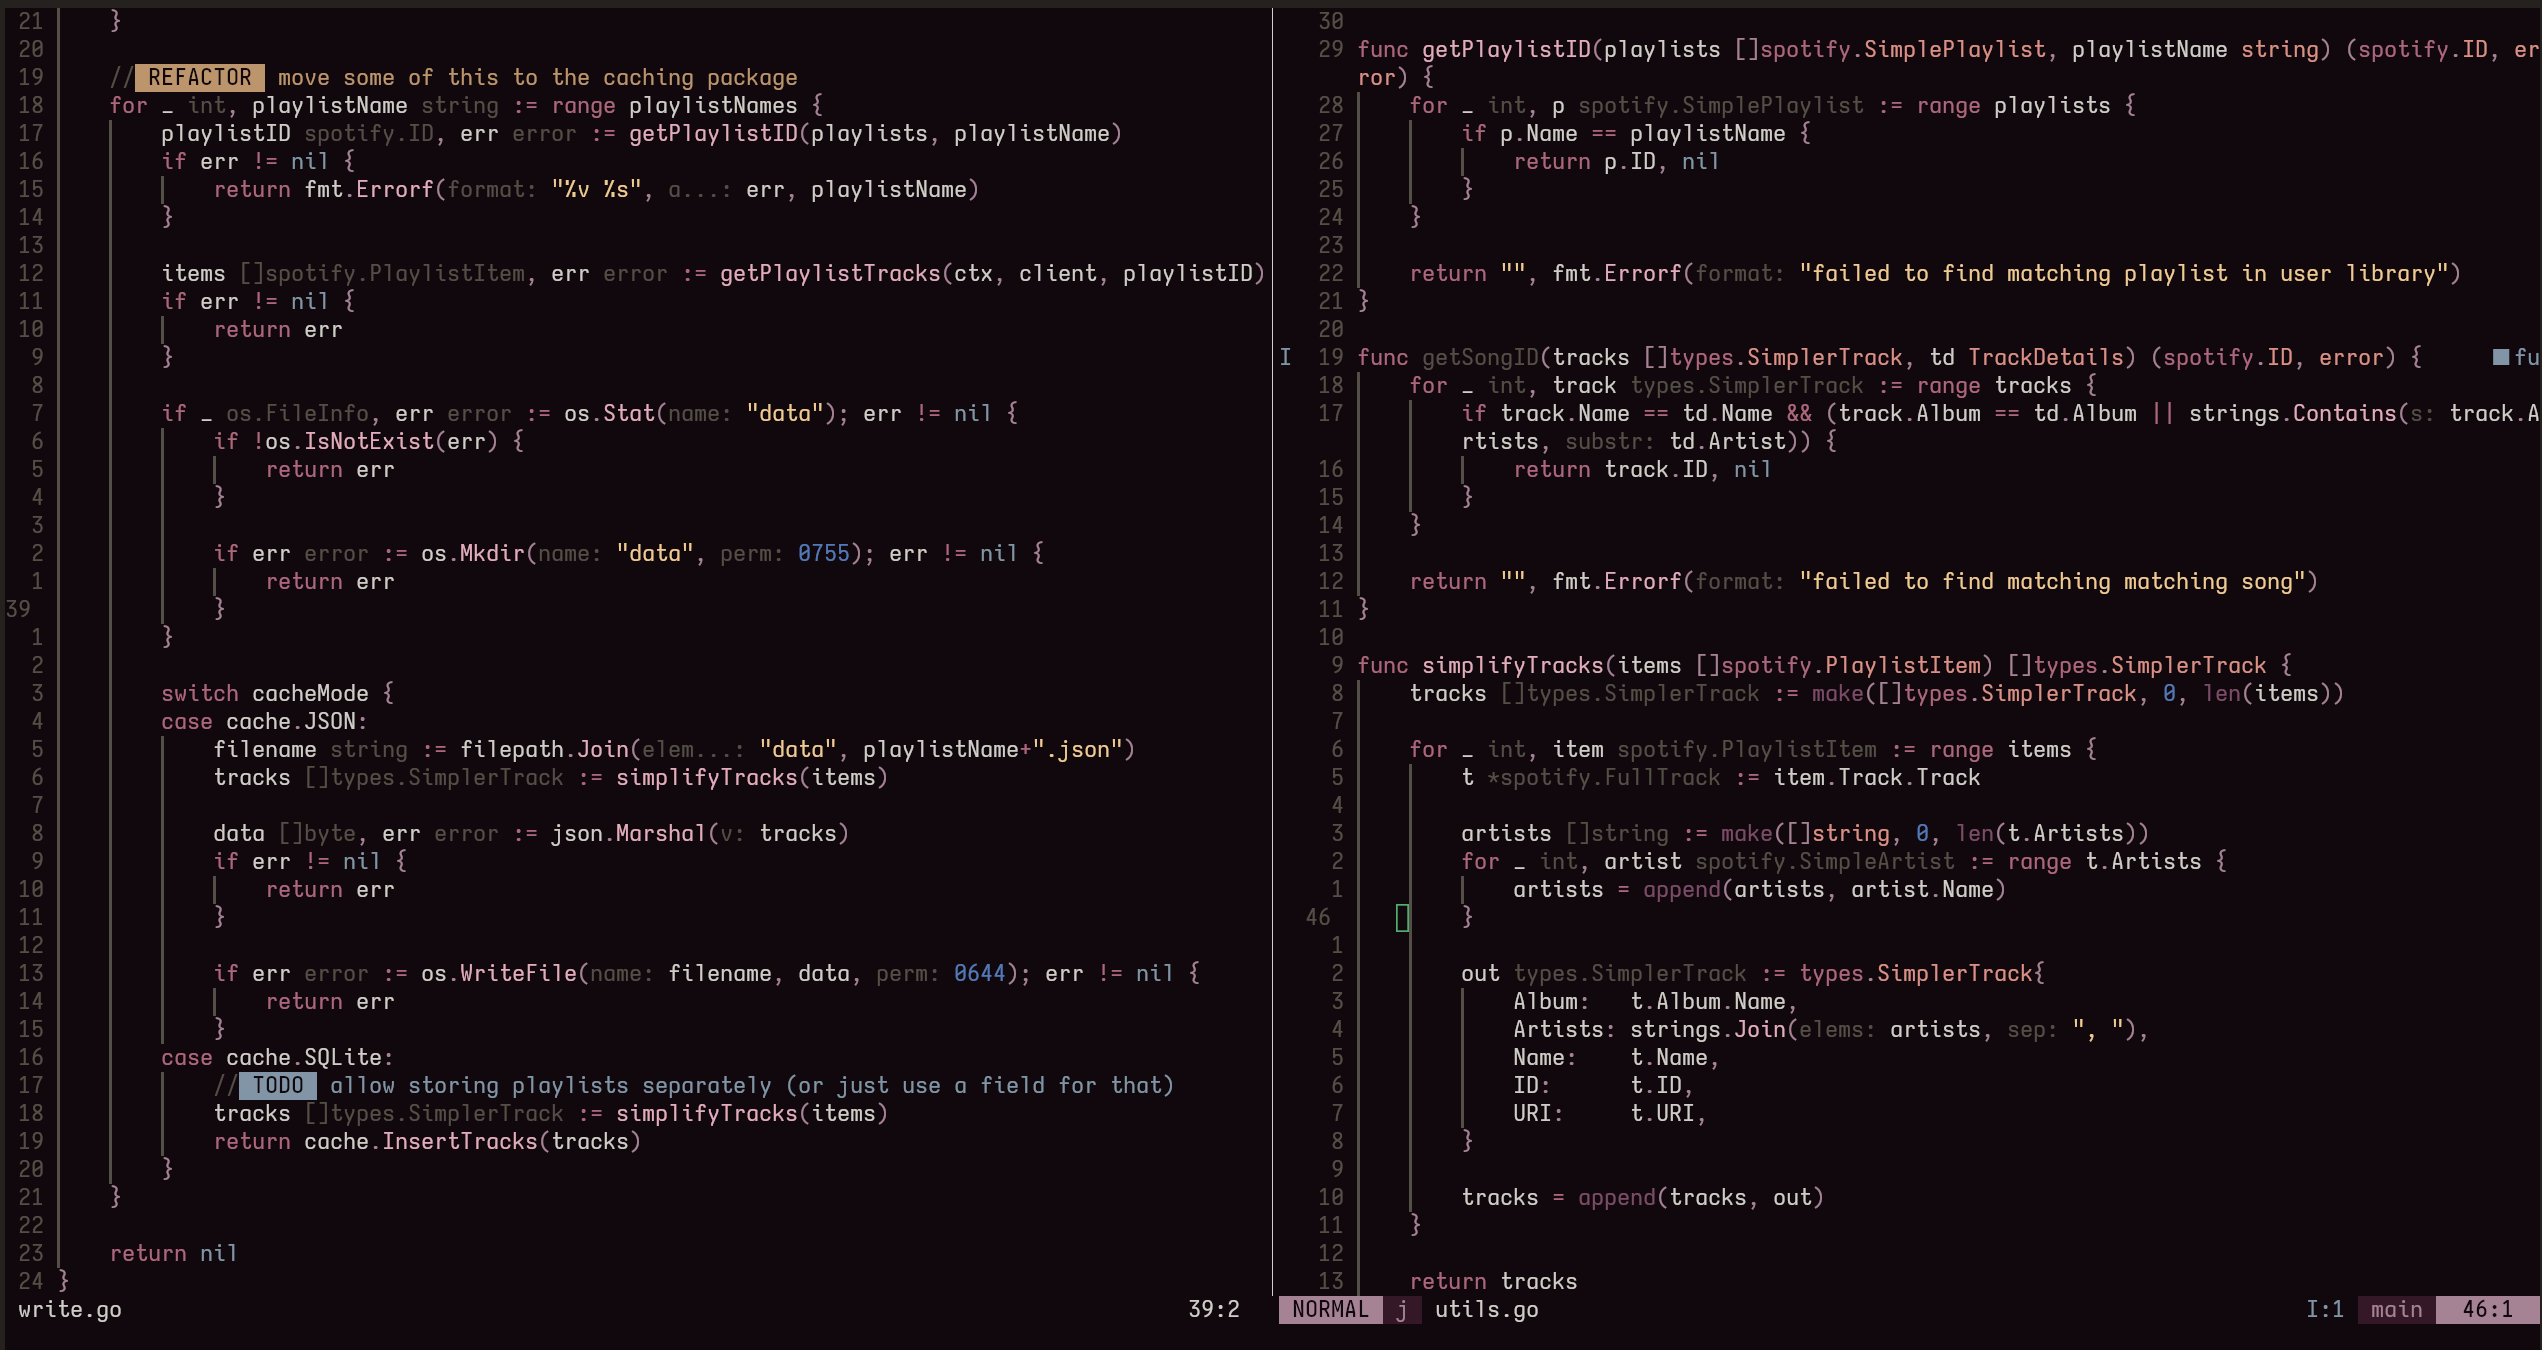 21 }
20
19 // REFACTOR move some of this to the caching package
18 for _ int, playlistName string := range playlistNames {
17 playlistID spotify.ID, err error := getPlaylistID(playlists, playlistName)
16 if err != nil {
15 return fmt.Errorf(format: "%v %s", a...: err, playlistName)
14 }
13
12 items []spotify.PlaylistItem, err error := getPlaylistTracks(ctx, client, playlistID)
11 if err != nil {
10 return err
9 }
8
7 if _ os.FileInfo, err error := os.Stat(name: "data"); err != nil {
6 if !os.IsNotExist(err) {
5 return err
4 }
3
2 if err error := os.Mkdir(name: "data", perm: 0755); err != nil {
1 return err
39 }
1 }
2
3 switch cacheMode {
4 case cache.JSON:
5 filename string := filepath.Join(elem...: "data", playlistName+".json")
6 tracks []types.SimplerTrack := simplifyTracks(items)
7
8 data []byte, err error := json.Marshal(v: tracks)
9 if err != nil {
10 return err
11 }
12
13 if err error := os.WriteFile(name: filename, data, perm: 0644); err != nil {
14 return err
15 }
16 case cache.SQLite:
17 // TODO allow storing playlists separately (or just use a field for that)
18 tracks []types.SimplerTrack := simplifyTracks(items)
19 return cache.InsertTracks(tracks)
20 }
21 }
22
23 return nil
24 }
write.go 39:2
30
29 func getPlaylistID(playlists []spotify.SimplePlaylist, playlistName string) (spotify.ID, er
ror) {
28 for _ int, p spotify.SimplePlaylist := range playlists {
27 if p.Name == playlistName {
26 return p.ID, nil
25 }
24 }
23
22 return "", fmt.Errorf(format: "failed to find matching playlist in user library")
21 }
20
I 19 func getSongID(tracks []types.SimplerTrack, td TrackDetails) (spotify.ID, error) { ■fu
18 for _ int, track types.SimplerTrack := range tracks {
17 if track.Name == td.Name && (track.Album == td.Album || strings.Contains(s: track.A
rtists, substr: td.Artist)) {
16 return track.ID, nil
15 }
14 }
13
12 return "", fmt.Errorf(format: "failed to find matching matching song")
11 }
10
9 func simplifyTracks(items []spotify.PlaylistItem) []types.SimplerTrack {
8 tracks []types.SimplerTrack := make([]types.SimplerTrack, 0, len(items))
7
6 for _ int, item spotify.PlaylistItem := range items {
5 t *spotify.FullTrack := item.Track.Track
4
3 artists []string := make([]string, 0, len(t.Artists))
2 for _ int, artist spotify.SimpleArtist := range t.Artists {
1 artists = append(artists, artist.Name)
46 }
1
2 out types.SimplerTrack := types.SimplerTrack{
3 Album: t.Album.Name,
4 Artists: strings.Join(elems: artists, sep: ", "),
5 Name: t.Name,
6 ID: t.ID,
7 URI: t.URI,
8 }
9
10 tracks = append(tracks, out)
11 }
12
13 return tracks
NORMAL j utils.go I:1 main 46:1